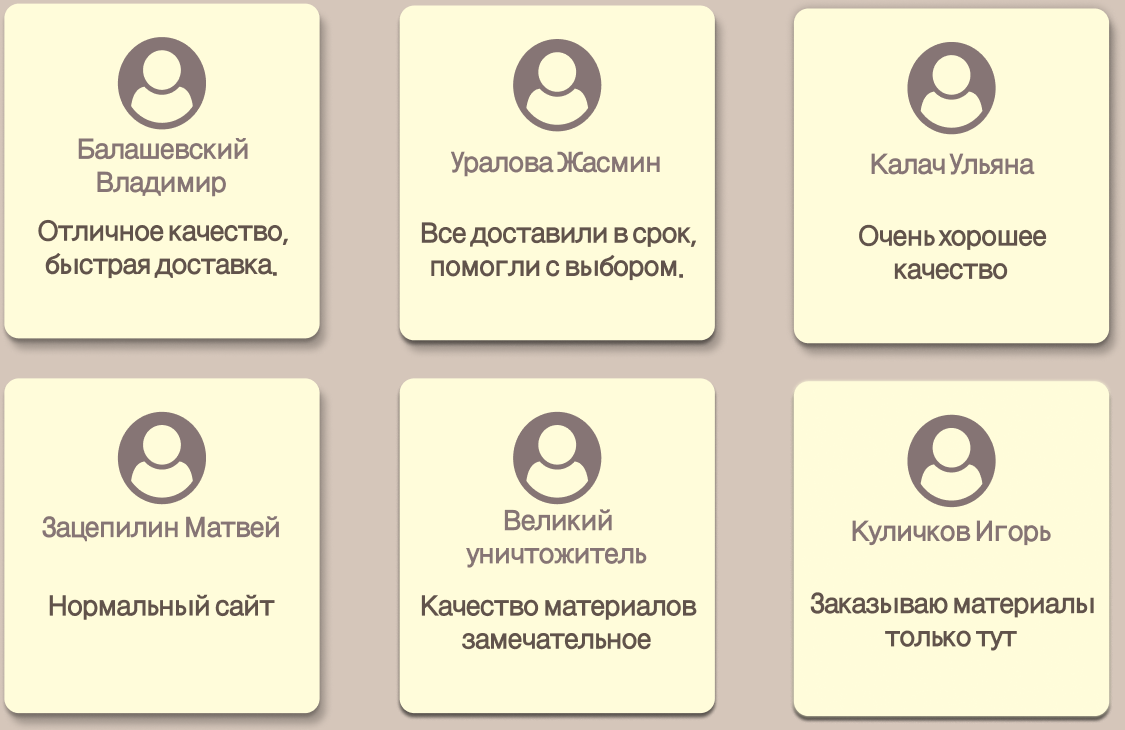 Балашевский
Владимир
Отличное качество,
быстрая доставка.
Уралова Жасмин
Все доставили в срок,
помогли с выбором.
Калач Ульяна
Очень хорошее
качество
Зацепилин Матвей
Нормальный сайт
Великий
уничтожитель
Качество материалов
замечательное
Куличков Игорь
Заказываю материалы
только тут